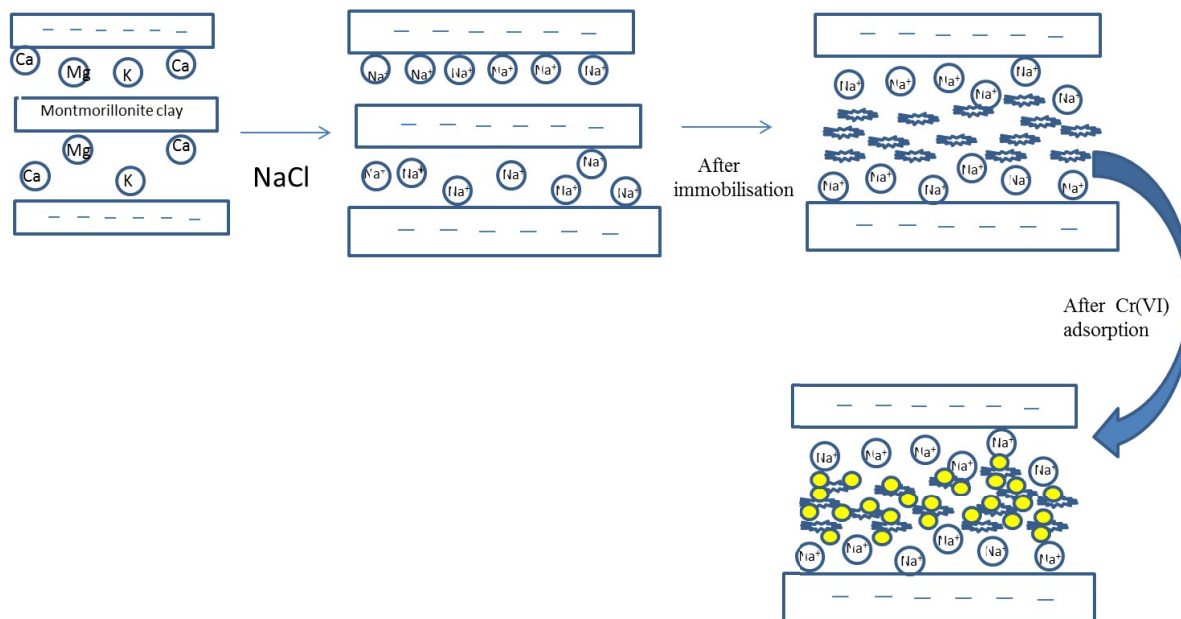 Ca
Mg
K
Ca
Montmorillonite clay
Mg
Ca
Ca
K
NaCl
Na⁺ Na⁺ Na⁺ Na⁺ Na⁺ Na⁺
Na⁺ Na⁺ Na⁺ Na⁺ Na⁺ Na⁺ Na⁺
After
immobilisation
Na⁺ Na⁺ Na⁺ Na⁺ Na⁺ Na⁺
Na⁺ Na⁺ Na⁺ Na⁺ Na⁺ Na⁺
After Cr(VI)
adsorption
Na⁺ Na⁺ Na⁺ Na⁺ Na⁺ Na⁺
Na⁺ Na⁺ Na⁺ Na⁺ Na⁺ Na⁺